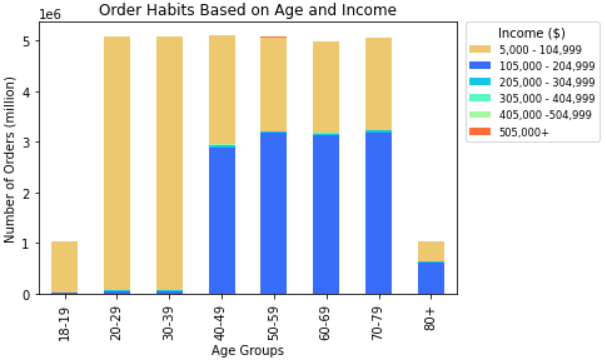 Order Habits Based on Age and Income
1e6
Number of Orders (million)
5
4
3
2
1
0
18-19
20-29
30-39
40-49
50-59
60-69
70-79
80+
Age Groups
Income ($)
5,000 - 104,999
105,000 - 204,999
205,000 - 304,999
305,000 - 404,999
405,000 -504,999
505,000+